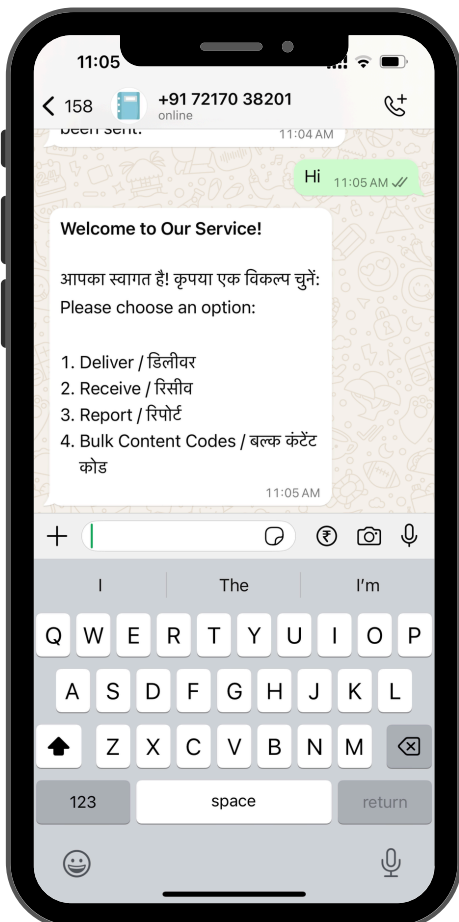 11:05
158
+91 72170 38201
online
been sent.
11:04 AM
Hi
11:05 AM
Welcome to Our Service!
आपका स्वागत है! कृपया एक विकल्प चुनें:
Please choose an option:
1. Deliver / डिलीवर
2. Receive / रिसीव
3. Report / रिपोर्ट
4. Bulk Content Codes / बल्क कंटेंट
कोड
11:05 AM
I The I’m
Q W E R T Y U I O P
A S D F G H J K L
Z X C V B N M
123 space return